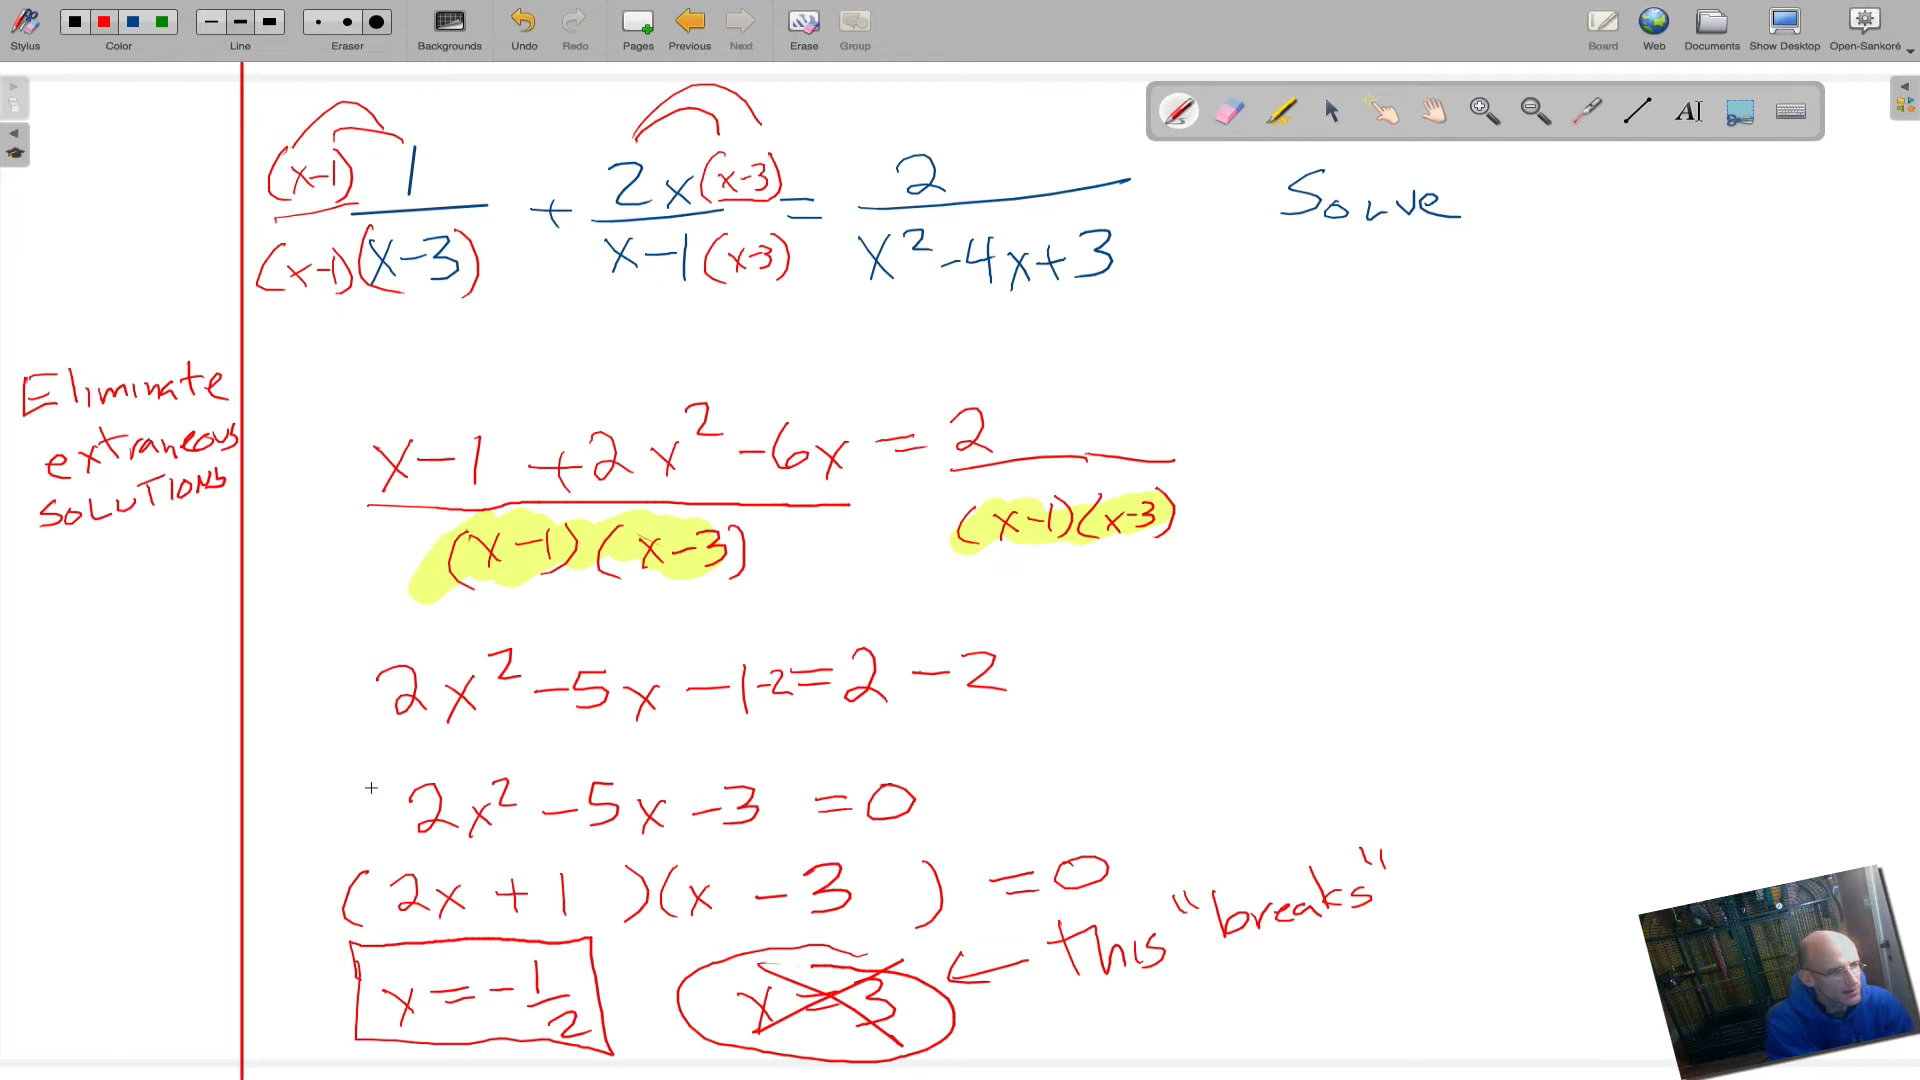 Stylus Color Line Eraser Backgrounds Undo Redo Pages Previous Next Erase Group Board Web Documents Show Desktop Open-Sankoré
(x-1) 1 + 2x(x-3) = 2
(x-1)(x-3) x-1(x-3) x²-4x+3
Solve
Eliminate
extraneous
SOLUTIONS
x-1 +2x²-6x = 2
(x-1)(x-3) (x-1)(x-3)
2x²-5x-1-2=2-2
2x²-5x-3=0
(2x+1)(x-3)=0
x=-1/2 x=3 ← this "breaks"